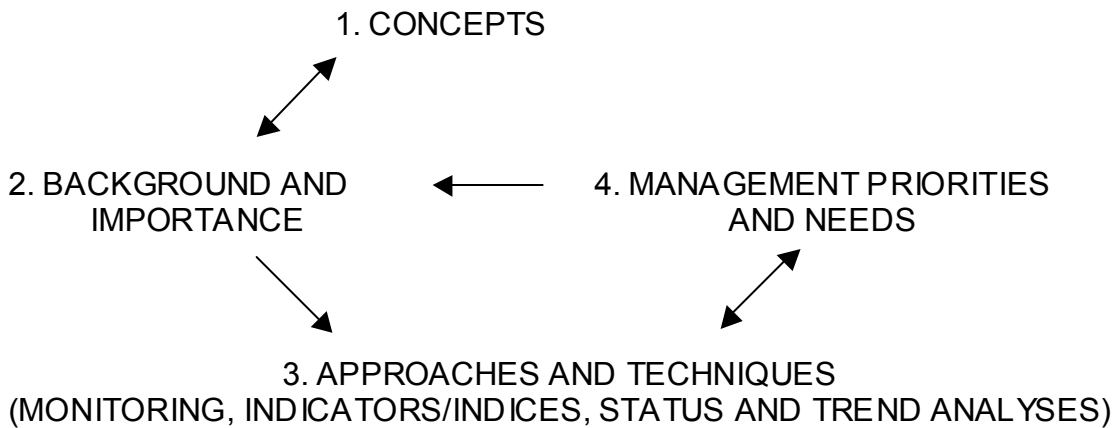 1. CONCEPTS
2. BACKGROUND AND
IMPORTANCE
4. MANAGEMENT PRIORITIES
AND NEEDS
3. APPROACHES AND TECHNIQUES
(MONITORING, INDICATORS/INDICES, STATUS AND TREND ANALYSES)